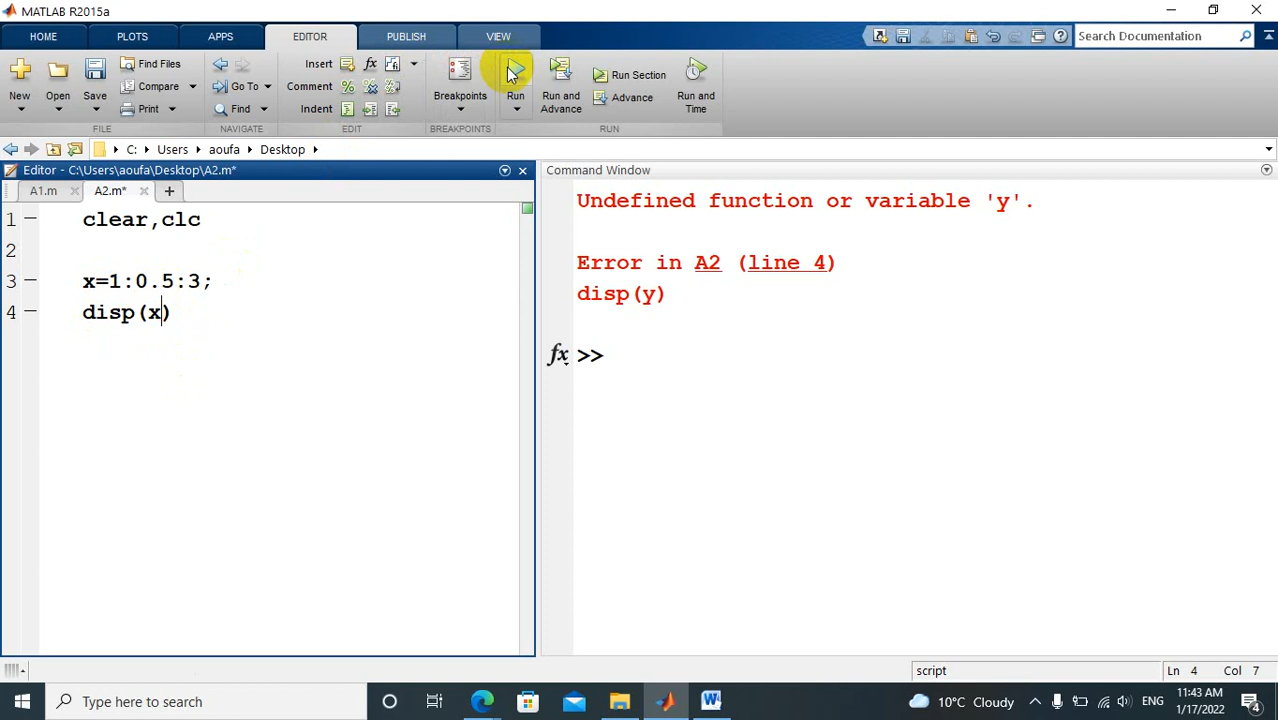 MATLAB R2015a
HOME PLOTS APPS EDITOR PUBLISH VIEW
Search Documentation
New
Open
Save
Find Files
Compare
Print
Go To
Find
Insert
Comment
Indent
fx
Breakpoints
Run
Run and
Advance
Run Section
Advance
Run and
Time
FILE NAVIGATE EDIT BREAKPOINTS RUN
C: Users aoufa Desktop
Editor - C:\Users\aoufa\Desktop\A2.m*
A1.m A2.m* +
1 — clear,clc
2
3 — x=1:0.5:3;
4 — disp(x)
Command Window
Undefined function or variable 'y'.
Error in A2 (line 4)
disp(y)
fx >>
script Ln 4 Col 7
Type here to search
10°C Cloudy
ENG
11:43 AM
1/17/2022
4